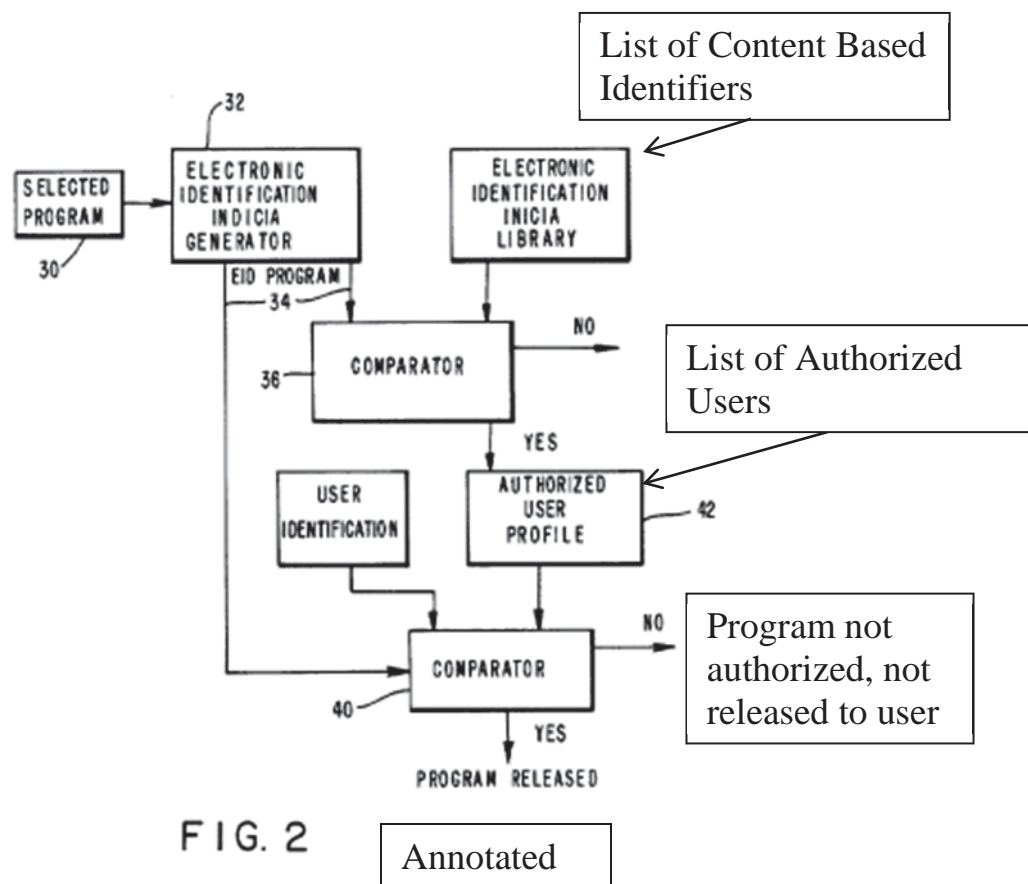 List of Content Based
Identifiers
32
ELECTRONIC
IDENTIFICATION
INDICIA
GENERATOR
ELECTRONIC
IDENTIFICATION
INICIA
LIBRARY
SELECTED
PROGRAM
30
EID PROGRAM
34
NO
COMPARATOR
36
List of Authorized
Users
YES
USER
IDENTIFICATION
AUTHORIZED
USER
PROFILE
42
NO
COMPARATOR
40
Program not
authorized, not
released to user
YES
PROGRAM RELEASED
FIG. 2
Annotated